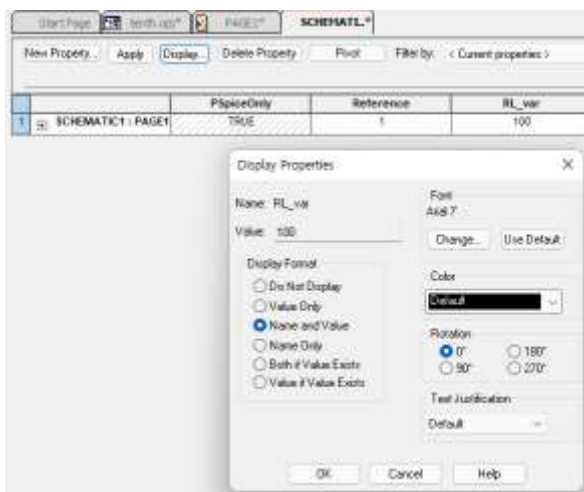 Start Page
tenth.opj*
PAGE1*
SCHEMAT1.*
New Property... Apply Display... Delete Property Pivot Filter by: < Current properties >
PSpiceOnly Reference RL_var
1 SCHEMATIC1 : PAGE1 TRUE 1 100
Display Properties
Name: RL_var
Value: 100
Display Format
Do Not Display
Value Only
Name and Value
Name Only
Both if Value Exists
Value if Value Exists
Font
Arial 7
Change... Use Default
Color
Default
Rotation
0° 180°
90° 270°
Text Justification
Default
OK Cancel Help